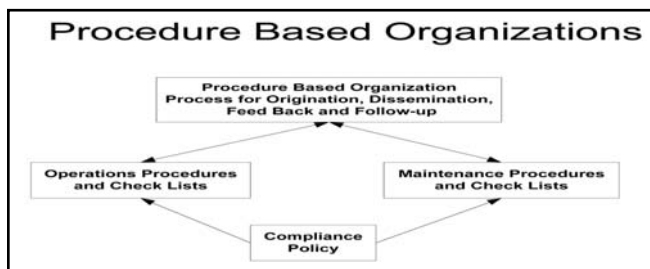 Procedure Based Organizations
Procedure Based Organization
Process for Origination, Dissemination,
Feed Back and Follow-up
Operations Procedures
and Check Lists
Maintenance Procedures
and Check Lists
Compliance
Policy